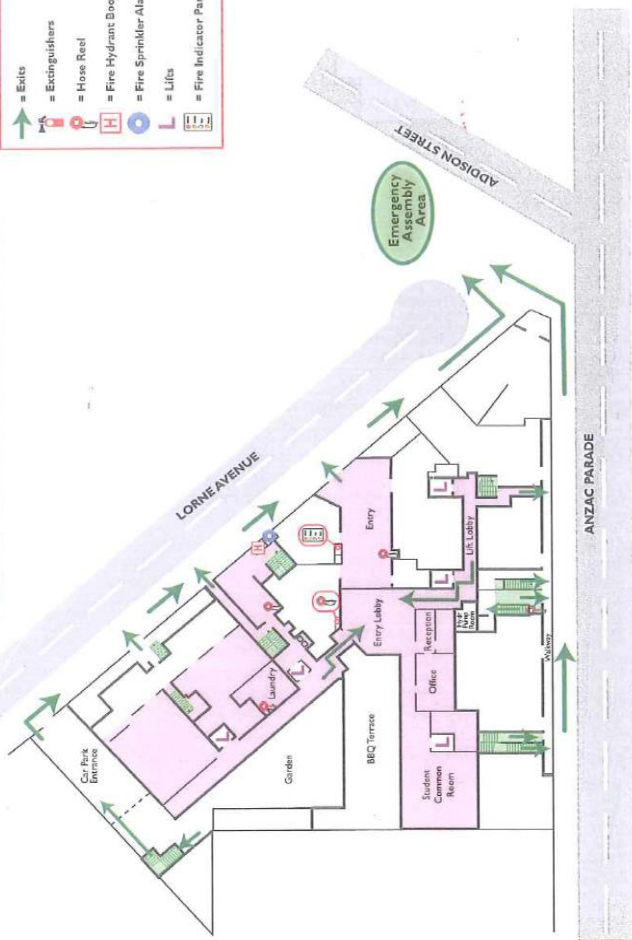 = Exits
= Extinguishers
= Hose Reel
= Fire Hydrant Boo
H
= Fire Sprinkler Ala
L
= Lifts
= Fire Indicator Pa
ADDISON STREET
Emergency
Assembly
Area
LORNE AVENUE
ANZAC PARADE
H
Entry
L
Lift Lobby
L
Entry Lobby
Reception
Pump
Room
Walkway
Office
L
Student
Common
Room
BBQ Terrace
Garden
Laundry
L
L
Car Park
Entrance